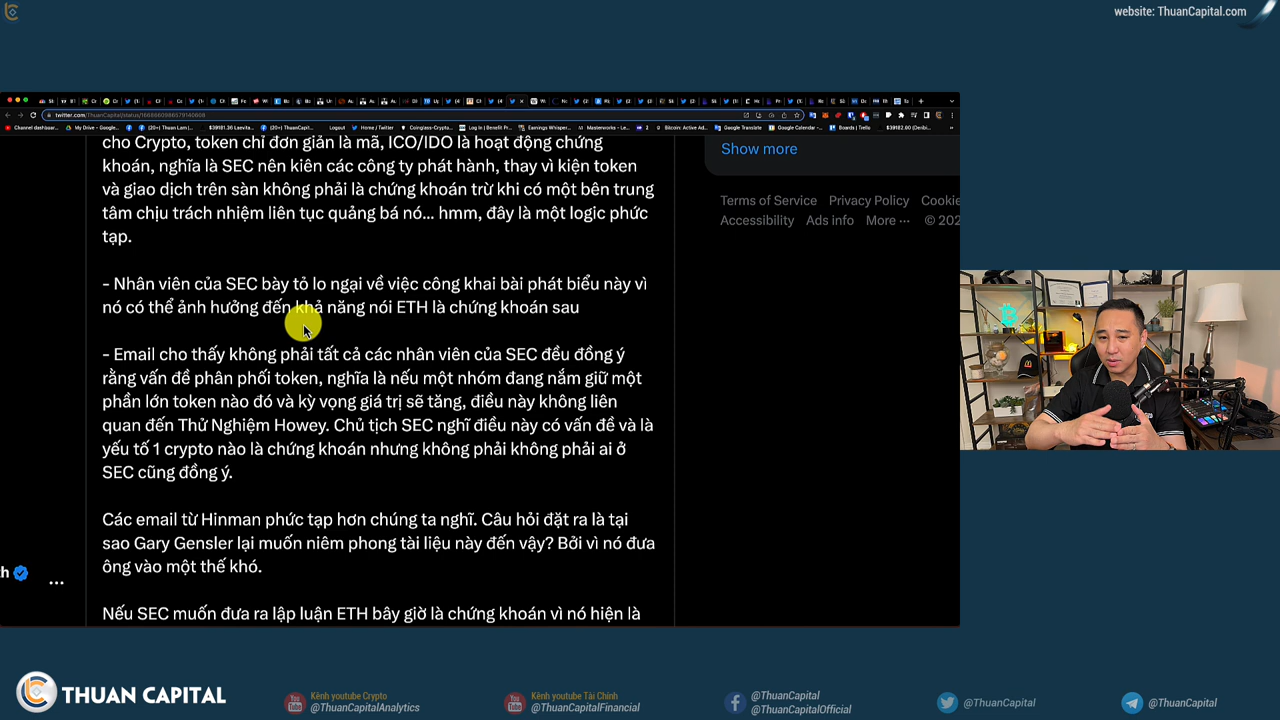 website: ThuanCapital.com
twitter.com/ThuanCapital/status/1668660986579140608
cho Crypto, token chỉ đơn giản là mã, ICO/IDO là hoạt động chứng
khoán, nghĩa là SEC nên kiên các công ty phát hành, thay vì kiện token
và giao dịch trên sàn không phải là chứng khoán trừ khi có một bên trung
tâm chịu trách nhiệm liên tục quảng bá nó... hmm, đây là một logic phức
tạp.
- Nhân viên của SEC bày tỏ lo ngại về việc công khai bài phát biểu này vì
nó có thể ảnh hưởng đến khả năng nói ETH là chứng khoán sau
- Email cho thấy không phải tất cả các nhân viên của SEC đều đồng ý
rằng vấn đề phân phối token, nghĩa là nếu một nhóm đang nắm giữ một
phần lớn token nào đó và kỳ vọng giá trị sẽ tăng, điều này không liên
quan đến Thử Nghiệm Howey. Chủ tịch SEC nghĩ điều này có vấn đề và là
yếu tố 1 crypto nào là chứng khoán nhưng không phải không phải ai ở
SEC cũng đồng ý.
Các email từ Hinman phức tạp hơn chúng ta nghĩ. Câu hỏi đặt ra là tại
sao Gary Gensler lại muốn niêm phong tài liệu này đến vậy? Bởi vì nó đưa
ông vào một thế khó.
Nếu SEC muốn đưa ra lập luận ETH bây giờ là chứng khoán vì nó hiện là
h
Show more
Terms of Service Privacy Policy Cookie
Accessibility Ads info More ··· © 202
THUAN CAPITAL
Kênh youtube Crypto
@ThuanCapitalAnalytics
Kênh youtube Tài Chính
@ThuanCapitalFinancial
@ThuanCapital
@ThuanCapitalOfficial
@ThuanCapital
@ThuanCapital